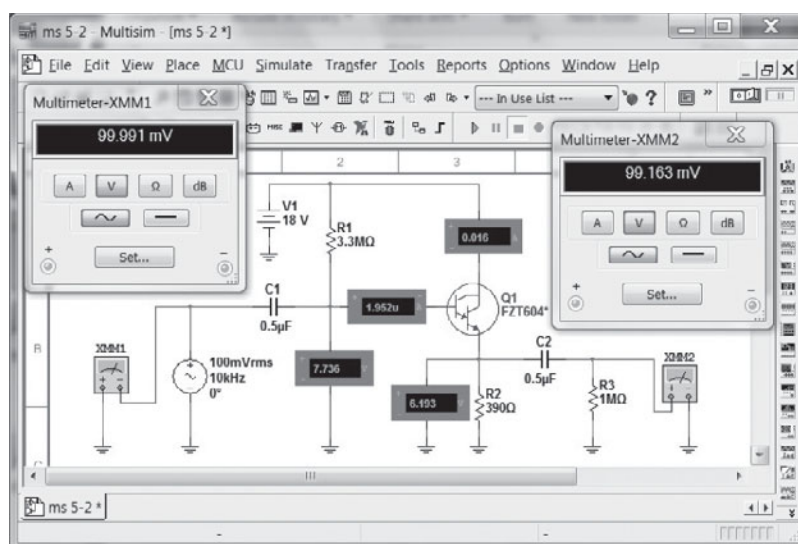 ms 5-2 - Multisim - [ms 5-2 *]
File Edit View Place MCU Simulate Transfer Tools Reports Options Window Help
--- In Use List ---
Multimeter-XMM1
99.991 mV
A V Ω dB
Set...
Multimeter-XMM2
99.163 mV
A V Ω dB
Set...
2 3
V1
18 V
R1
3.3MΩ
0.016
C1
0.5µF
1.952u
Q1
FZT604*
B
XMM1
100mVrms
10kHz
0°
7.736
6.193
R2
390Ω
C2
0.5µF
R3
1MΩ
XMM2
ms 5-2 *